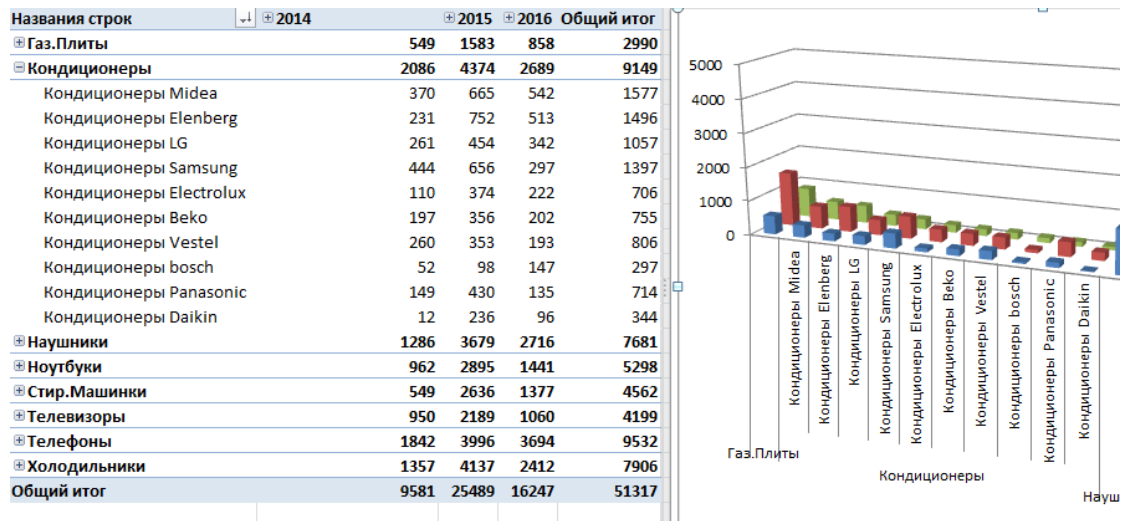 Названия строк 2014 2015 2016 Общий итог
Газ.Плиты 549 1583 858 2990
Кондиционеры 2086 4374 2689 9149
Кондиционеры Midea 370 665 542 1577
Кондиционеры Elenberg 231 752 513 1496
Кондиционеры LG 261 454 342 1057
Кондиционеры Samsung 444 656 297 1397
Кондиционеры Electrolux 110 374 222 706
Кондиционеры Beko 197 356 202 755
Кондиционеры Vestel 260 353 193 806
Кондиционеры bosch 52 98 147 297
Кондиционеры Panasonic 149 430 135 714
Кондиционеры Daikin 12 236 96 344
Наушники 1286 3679 2716 7681
Ноутбуки 962 2895 1441 5298
Стир.Машинки 549 2636 1377 4562
Телевизоры 950 2189 1060 4199
Телефоны 1842 3996 3694 9532
Холодильники 1357 4137 2412 7906
Общий итог 9581 25489 16247 51317
5000
4000
3000
2000
1000
0
Кондиционеры Midea
Кондиционеры Elenberg
Кондиционеры LG
Кондиционеры Samsung
Кондиционеры Electrolux
Кондиционеры Beko
Кондиционеры Vestel
Кондиционеры bosch
Кондиционеры Panasonic
Кондиционеры Daikin
Газ.Плиты
Кондиционеры
Науш